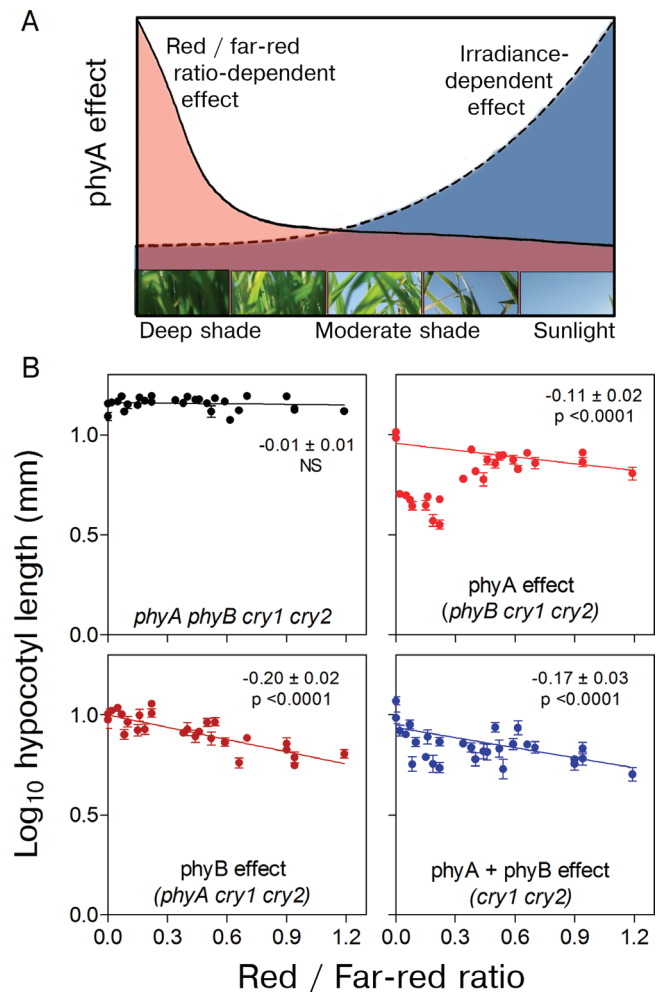 A
Red / far-red
ratio-dependent
effect
Irradiance-
dependent
effect
phyA effect
Deep shade Moderate shade Sunlight
B
Log10 hypocotyl length (mm)
1.0
0.5
0.0
-0.01 ± 0.01
NS
phyA phyB cry1 cry2
1.0
0.5
0.0
-0.11 ± 0.02
p <0.0001
phyA effect
(phyB cry1 cry2)
1.0
0.5
0.0
-0.20 ± 0.02
p <0.0001
phyB effect
(phyA cry1 cry2)
0.0 0.3 0.6 0.9 1.2
1.0
0.5
0.0
-0.17 ± 0.03
p <0.0001
phyA + phyB effect
(cry1 cry2)
0.0 0.3 0.6 0.9 1.2
Red / Far-red ratio